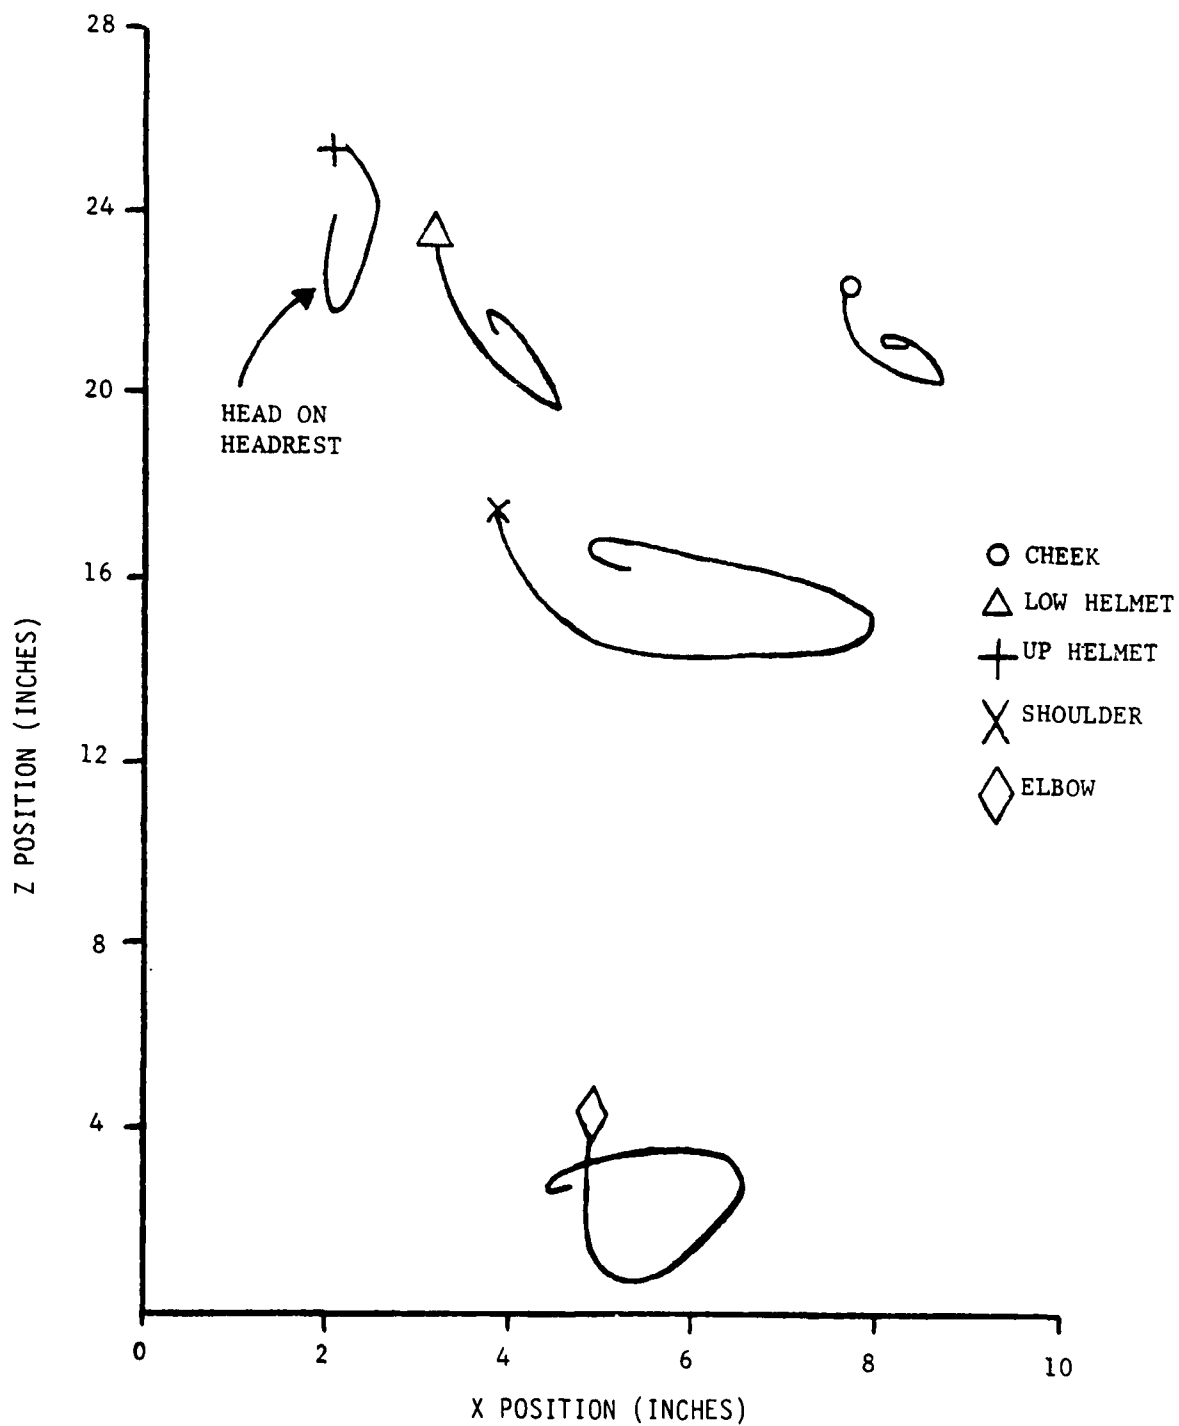 28
24
20
16
12
8
4
0
2
4
6
8
10
Z POSITION (INCHES)
X POSITION (INCHES)
HEAD ON
HEADREST
CHEEK
LOW HELMET
UP HELMET
SHOULDER
ELBOW